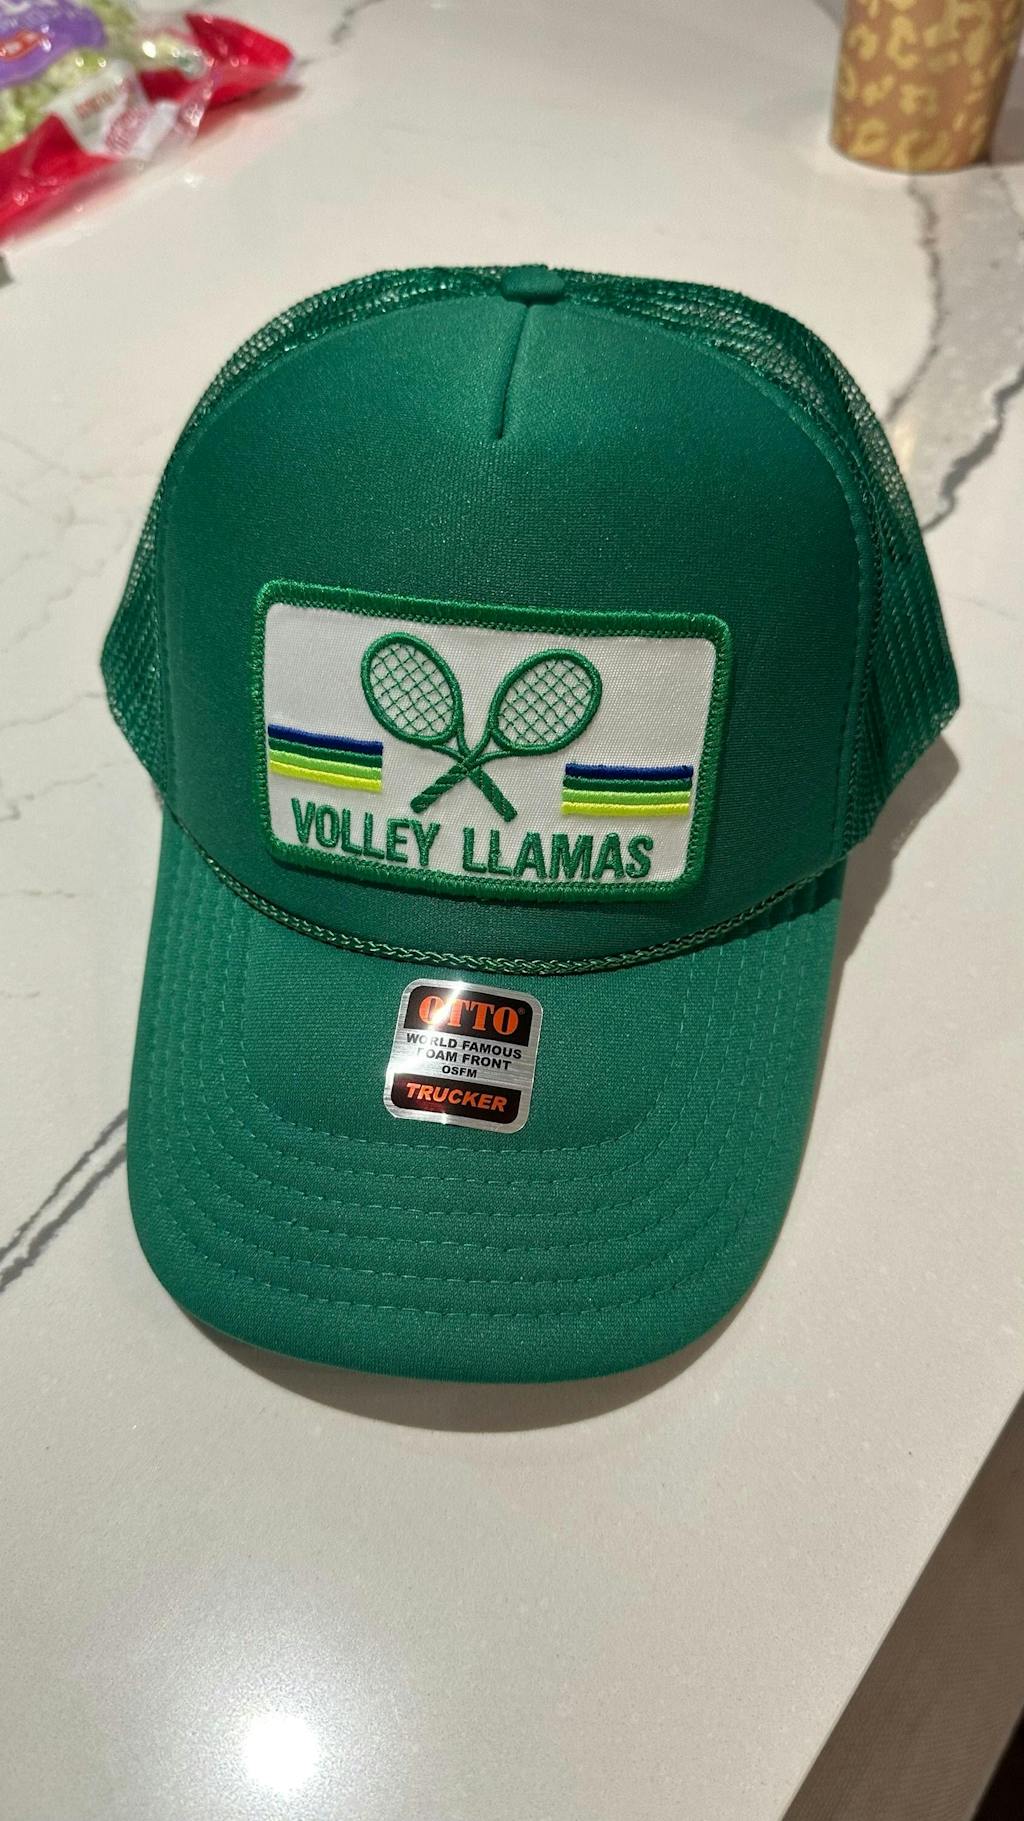 VOLLEY LLAMAS
OTTO®
WORLD FAMOUS
FOAM FRONT
OSFM
TRUCKER